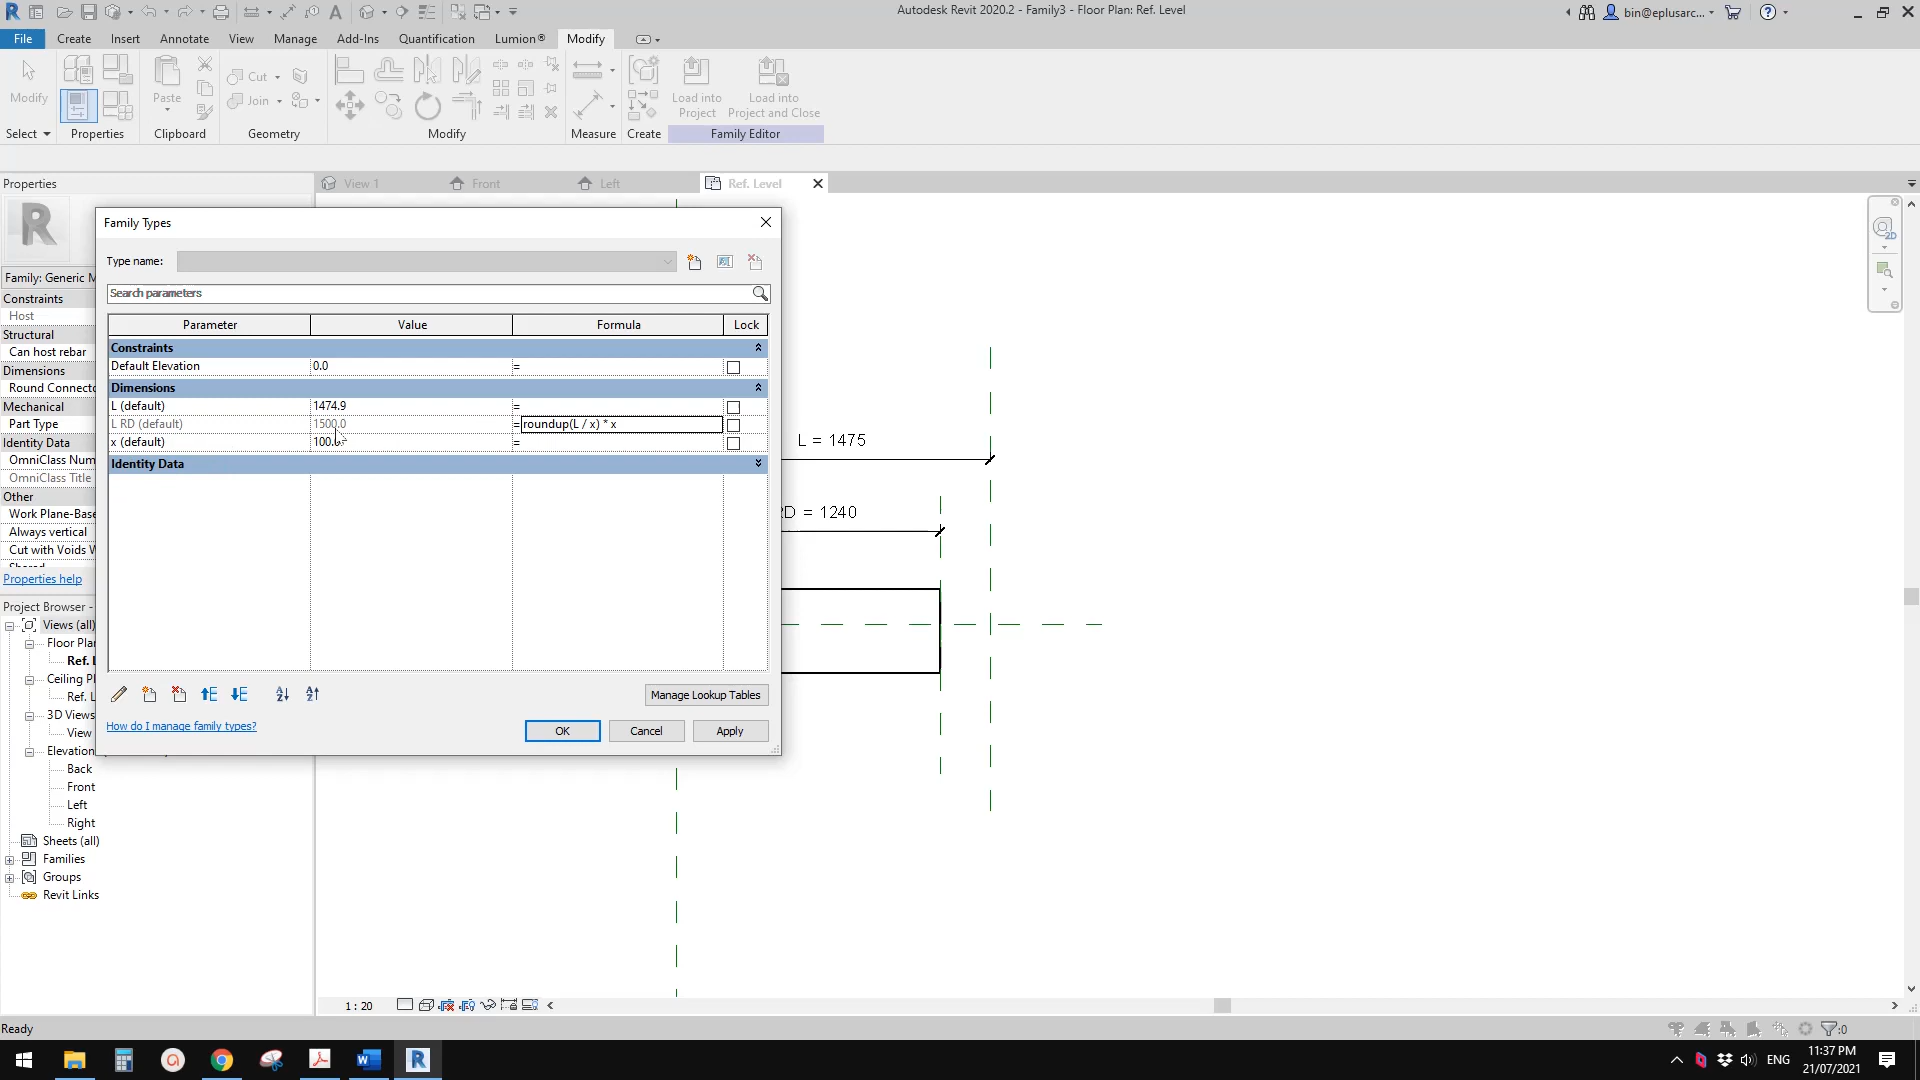 Autodesk Revit 2020.2 - Family3 - Floor Plan: Ref. Level
bin@eplusarc...
File
Create
Insert
Annotate
View
Manage
Add-Ins
Quantification
Lumion®
Modify
Modify
Paste
Cut
Join
Load into
Project
Load into
Project and Close
Select
Properties
Clipboard
Geometry
Modify
Measure
Create
Family Editor
Properties
View 1
Front
Left
Ref. Level
R
Family: Generic M
Constraints
Host
Structural
Can host rebar
Dimensions
Round Connecto
Mechanical
Part Type
Identity Data
OmniClass Num
OmniClass Title
Other
Work Plane-Base
Always vertical
Cut with Voids W
Shared
Properties help
Project Browser -
Views (all)
Floor Plan
Ref. L
Ceiling Pl
Ref. L
3D Views
View
Elevation
Back
Front
Left
Right
Sheets (all)
Families
Groups
Revit Links
Family Types
Type name:
Search parameters
Parameter Value Formula Lock
Constraints
Default Elevation 0.0 =
Dimensions
L (default) 1474.9 =
L RD (default) 1500.0 = roundup(L / x) * x
x (default) 100.0 =
Identity Data
Manage Lookup Tables
How do I manage family types?
OK
Cancel
Apply
L = 1475
RD = 1240
2D
1 : 20
Ready
:0
ENG
11:37 PM
21/07/2021